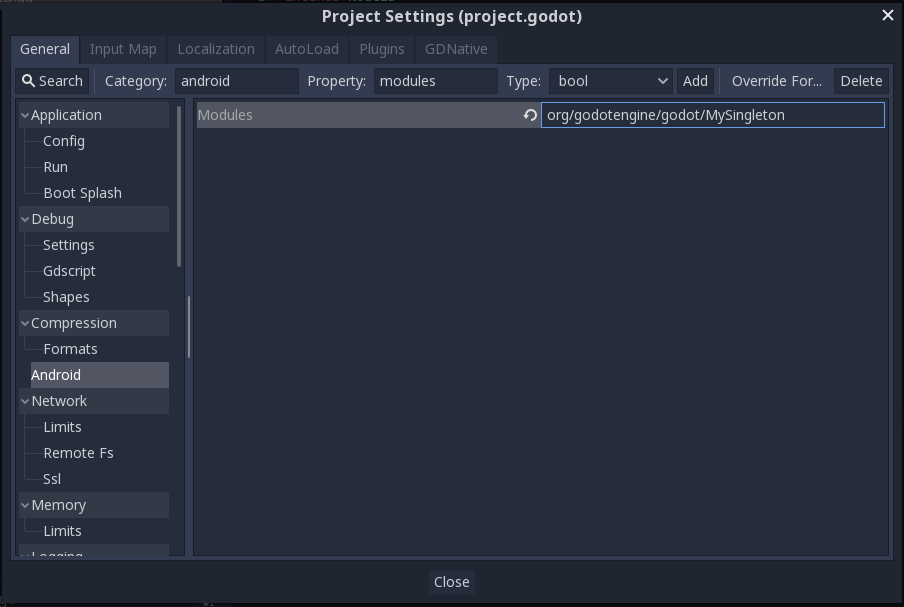 Project Settings (project.godot)
General Input Map Localization AutoLoad Plugins GDNative
Search Category: android Property: modules Type: bool Add Override For... Delete
Application
Config
Run
Boot Splash
Debug
Settings
Gdscript
Shapes
Compression
Formats
Android
Network
Limits
Remote Fs
Ssl
Memory
Limits
Logging
Modules org/godotengine/godot/MySingleton
Close